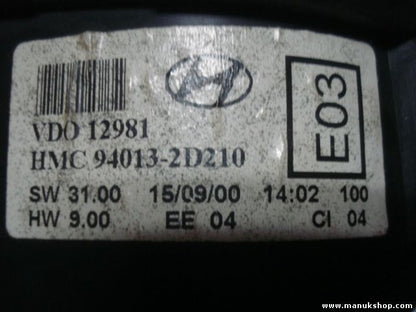 VDO 12981
HMC 94013-2D210
E03
SW 31.00 15/09/00 14:02 100
HW 9.00 EE 04 CI 04
www.manukshop.com